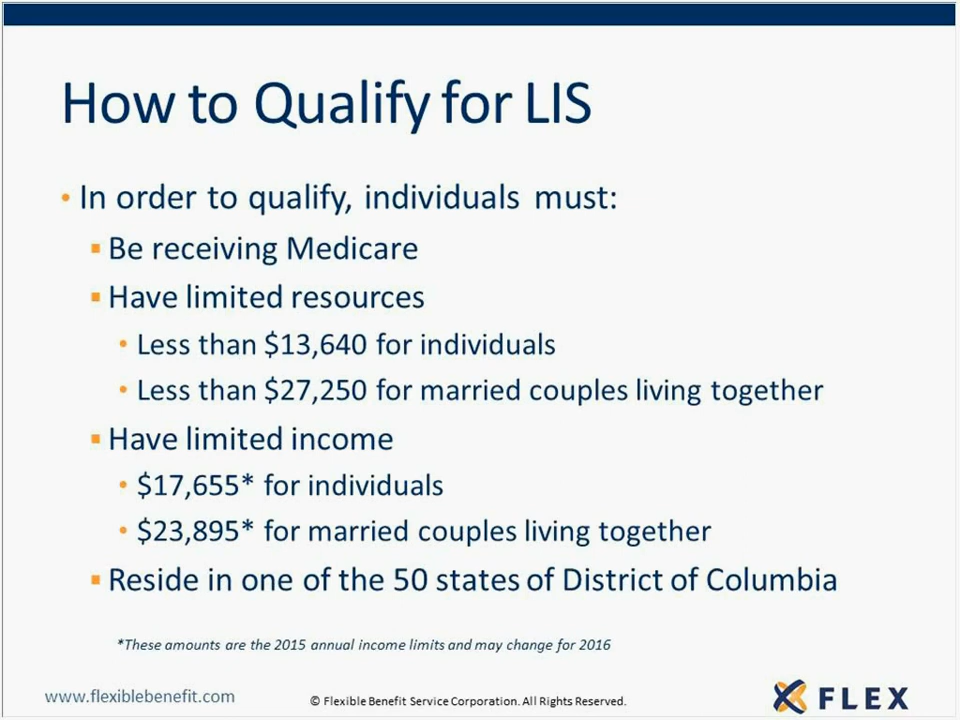 How to Qualify for LIS
• In order to qualify, individuals must:
▪ Be receiving Medicare
▪ Have limited resources
• Less than $13,640 for individuals
• Less than $27,250 for married couples living together
▪ Have limited income
• $17,655* for individuals
• $23,895* for married couples living together
▪ Reside in one of the 50 states of District of Columbia
*These amounts are the 2015 annual income limits and may change for 2016
www.flexiblebenefit.com
© Flexible Benefit Service Corporation. All Rights Reserved.
FLEX